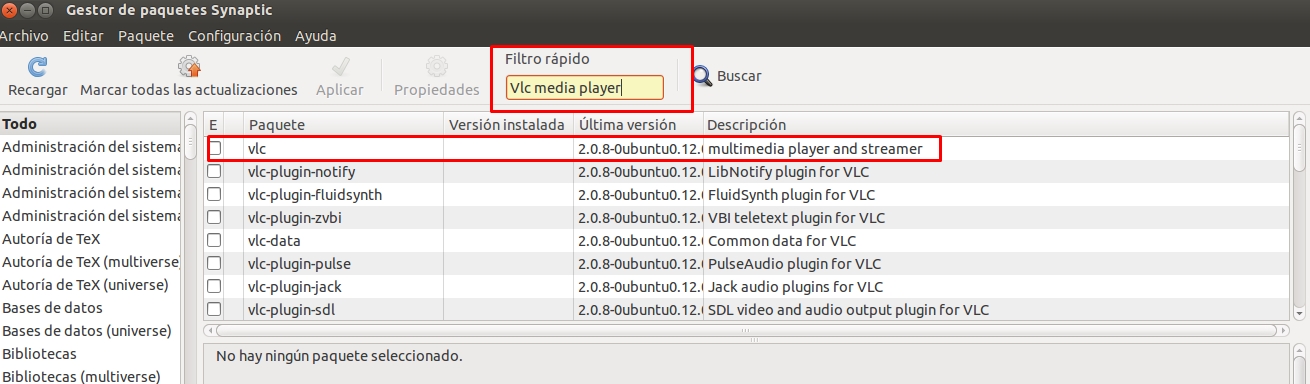 Gestor de paquetes Synaptic
Archivo Editar Paquete Configuración Ayuda
Filtro rápido
Vlc media player
Buscar
Recargar Marcar todas las actualizaciones Aplicar Propiedades
Todo
Administración del sistema
Administración del sistema
Administración del sistema
Administración del sistema
Autoría de TeX
Autoría de TeX (multiverse)
Autoría de TeX (universe)
Bases de datos
Bases de datos (universe)
Bibliotecas
Bibliotecas (multiverse)
E Paquete Versión instalada Última versión Descripción
vlc 2.0.8-0ubuntu0.12.0 multimedia player and streamer
vlc-plugin-notify 2.0.8-0ubuntu0.12.0 LibNotify plugin for VLC
vlc-plugin-fluidsynth 2.0.8-0ubuntu0.12.0 FluidSynth plugin for VLC
vlc-plugin-zvbi 2.0.8-0ubuntu0.12.0 VBI teletext plugin for VLC
vlc-data 2.0.8-0ubuntu0.12.0 Common data for VLC
vlc-plugin-pulse 2.0.8-0ubuntu0.12.0 PulseAudio plugin for VLC
vlc-plugin-jack 2.0.8-0ubuntu0.12.0 Jack audio plugins for VLC
vlc-plugin-sdl 2.0.8-0ubuntu0.12.0 SDL video and audio output plugin for VLC
No hay ningún paquete seleccionado.